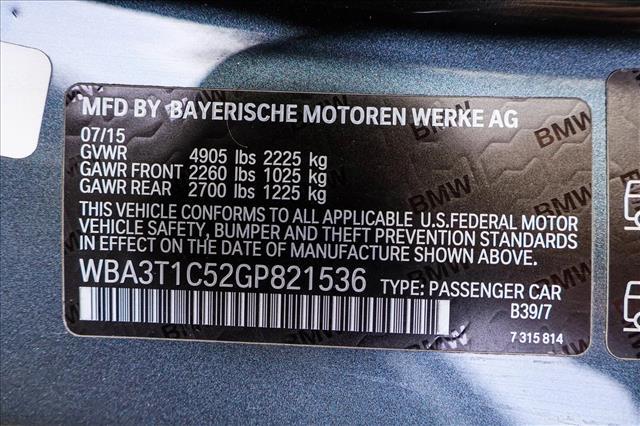 MFD BY BAYERISCHE MOTOREN WERKE AG
07/15
GVWR 4905 lbs 2225 kg
GAWR FRONT 2260 lbs 1025 kg
GAWR REAR 2700 lbs 1225 kg
THIS VEHICLE CONFORMS TO ALL APPLICABLE U.S.FEDERAL MOTOR
VEHICLE SAFETY, BUMPER AND THEFT PREVENTION STANDARDS
IN EFFECT ON THE DATE OF MANUFACTURE SHOWN ABOVE.
WBA3T1C52GP821536 TYPE: PASSENGER CAR
B39/7
7 315 814
BMW
BMW